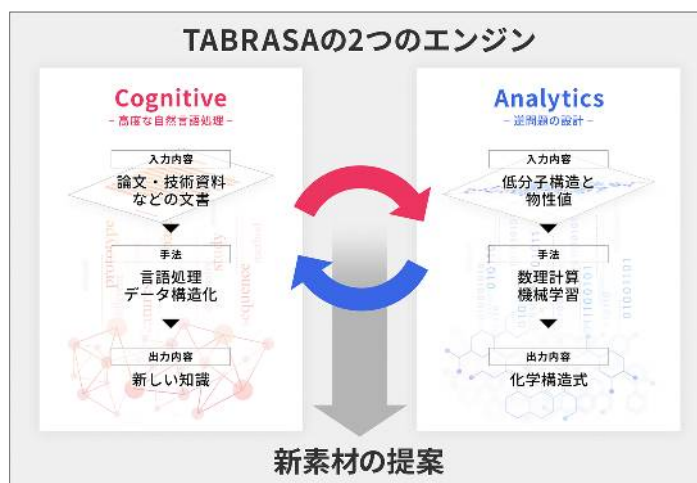 TABRASAの2つのエンジン
Cognitive
– 高度な自然言語処理 –
入力内容
論文・技術資料
などの文書
手法
言語処理
データ構造化
出力内容
新しい知識
prototype
study
method
sequence
Analytics
– 逆問題の設計 –
入力内容
低分子構造と
物性値
手法
数理計算
機械学習
出力内容
化学構造式
新素材の提案